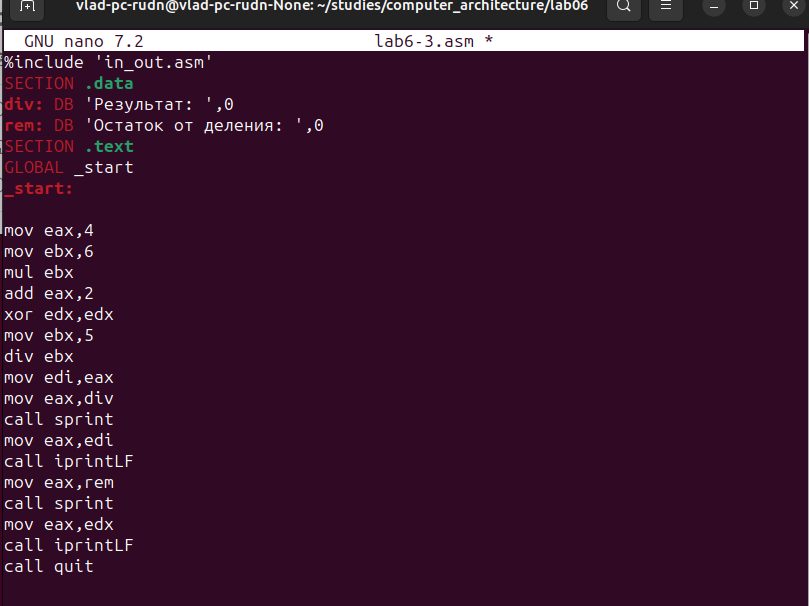 vlad-pc-rudn@vlad-pc-rudn-None: ~/studies/computer_architecture/lab06
GNU nano 7.2 lab6-3.asm *
%include 'in_out.asm'
SECTION .data
div: DB 'Результат: ',0
rem: DB 'Остаток от деления: ',0
SECTION .text
GLOBAL _start
_start:
mov eax,4
mov ebx,6
mul ebx
add eax,2
xor edx,edx
mov ebx,5
div ebx
mov edi,eax
mov eax,div
call sprint
mov eax,edi
call iprintLF
mov eax,rem
call sprint
mov eax,edx
call iprintLF
call quit